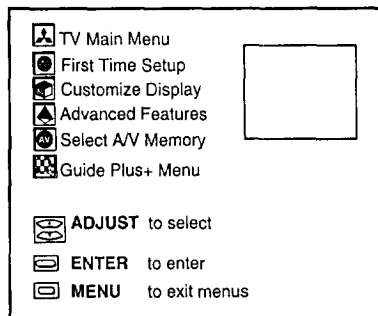 TV Main Menu
First Time Setup
Customize Display
Advanced Features
AV Select A/V Memory
Guide Plus+ Menu
ADJUST to select
ENTER to enter
MENU to exit menus